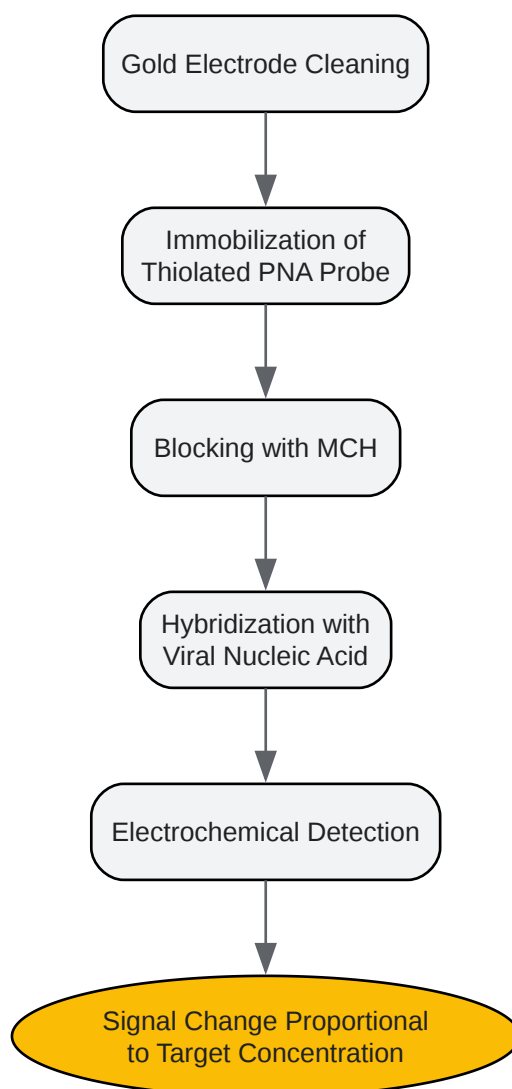 Gold Electrode Cleaning
Immobilization of
Thiolated PNA Probe
Blocking with MCH
Hybridization with
Viral Nucleic Acid
Electrochemical Detection
Signal Change Proportional
to Target Concentration